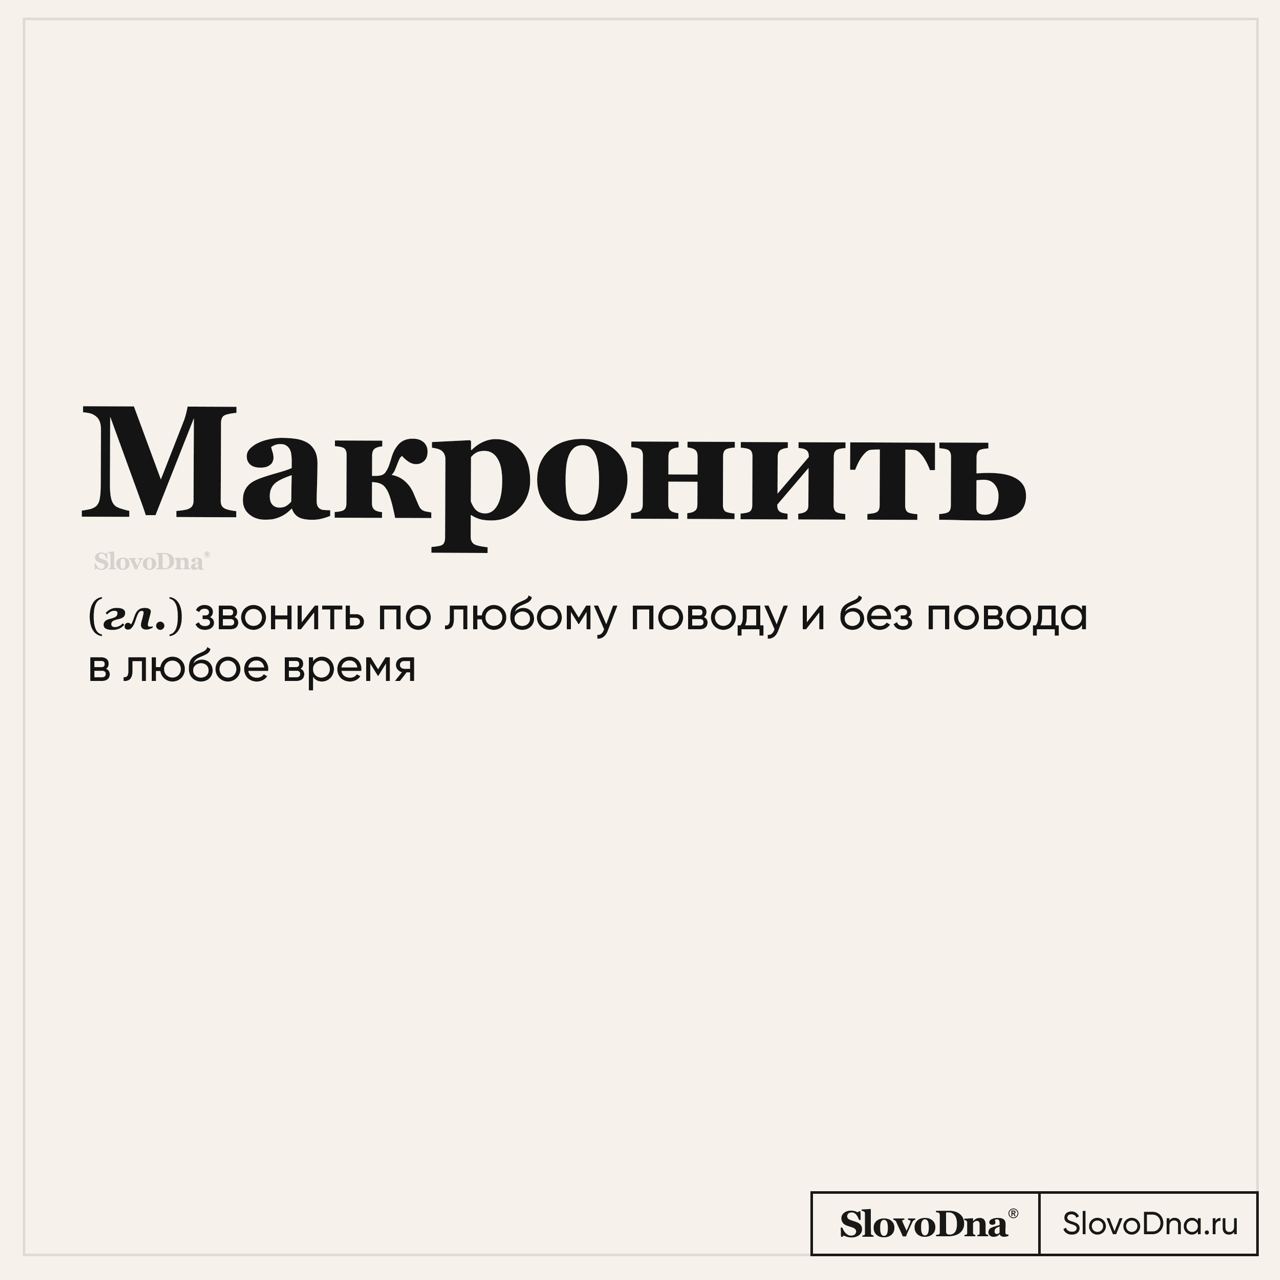 Макронить
SlovoDna®
(гл.) звонить по любому поводу и без повода
в любое время
SlovoDna® SlovoDna.ru